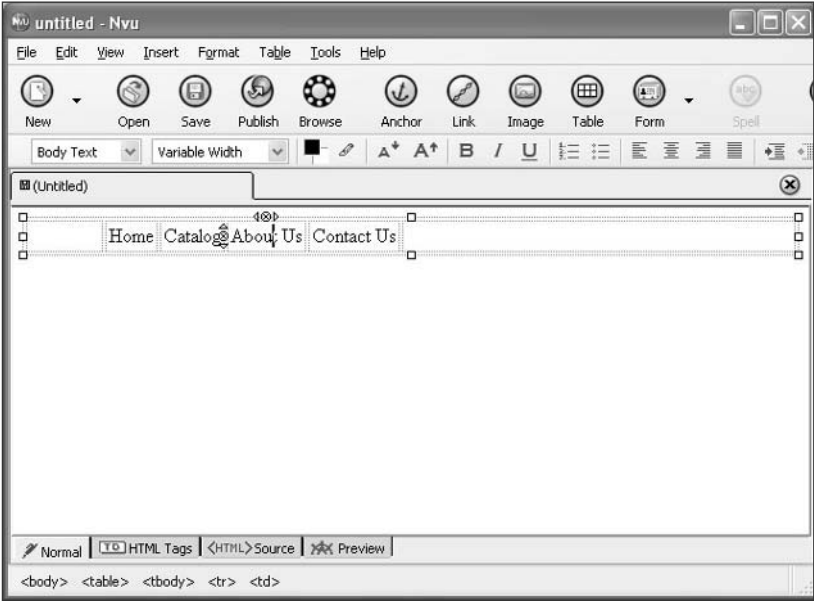 untitled - Nvu
File Edit View Insert Format Table Tools Help
New Open Save Publish Browse Anchor Link Image Table Form Spell
Body Text Variable Width A A B I U
(Untitled)
Home Catalog About Us Contact Us
Normal TD HTML Tags <HTML> Source Preview
<body> <table> <tbody> <tr> <td>